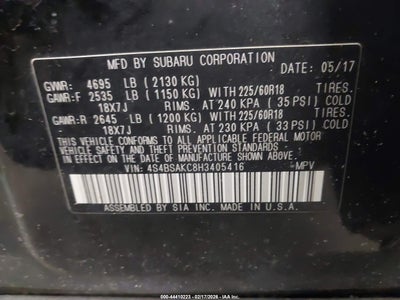 MFD BY SUBARU CORPORATION DATE: 05/17
GVWR: 4695 LB (2130 KG) TIRES.
GAWR:F 2535 LB (1150 KG) WITH 225/60R18
18X7J RIMS. AT 240 KPA (35 PSI) COLD
GAWR:R 2645 LB (1200 KG) WITH 225/60R18 TIRES.
18X7J RIMS. AT 230 KPA (33 PSI) COLD
THIS VEHICLE CONFORMS TO ALL APPLICABLE FEDERAL MOTOR
VEHICLE SAFETY AND BUMPER STANDARDS IN EFFECT
ON THE DATE OF MANUFACTURE SHOWN ABOVE.
VIN: 4S4BSAKC8H3405416 MPV
ASSEMBLED BY SIA INC. MADE IN U.S.A.
000-44410223 - 02/17/2026 - IAAI